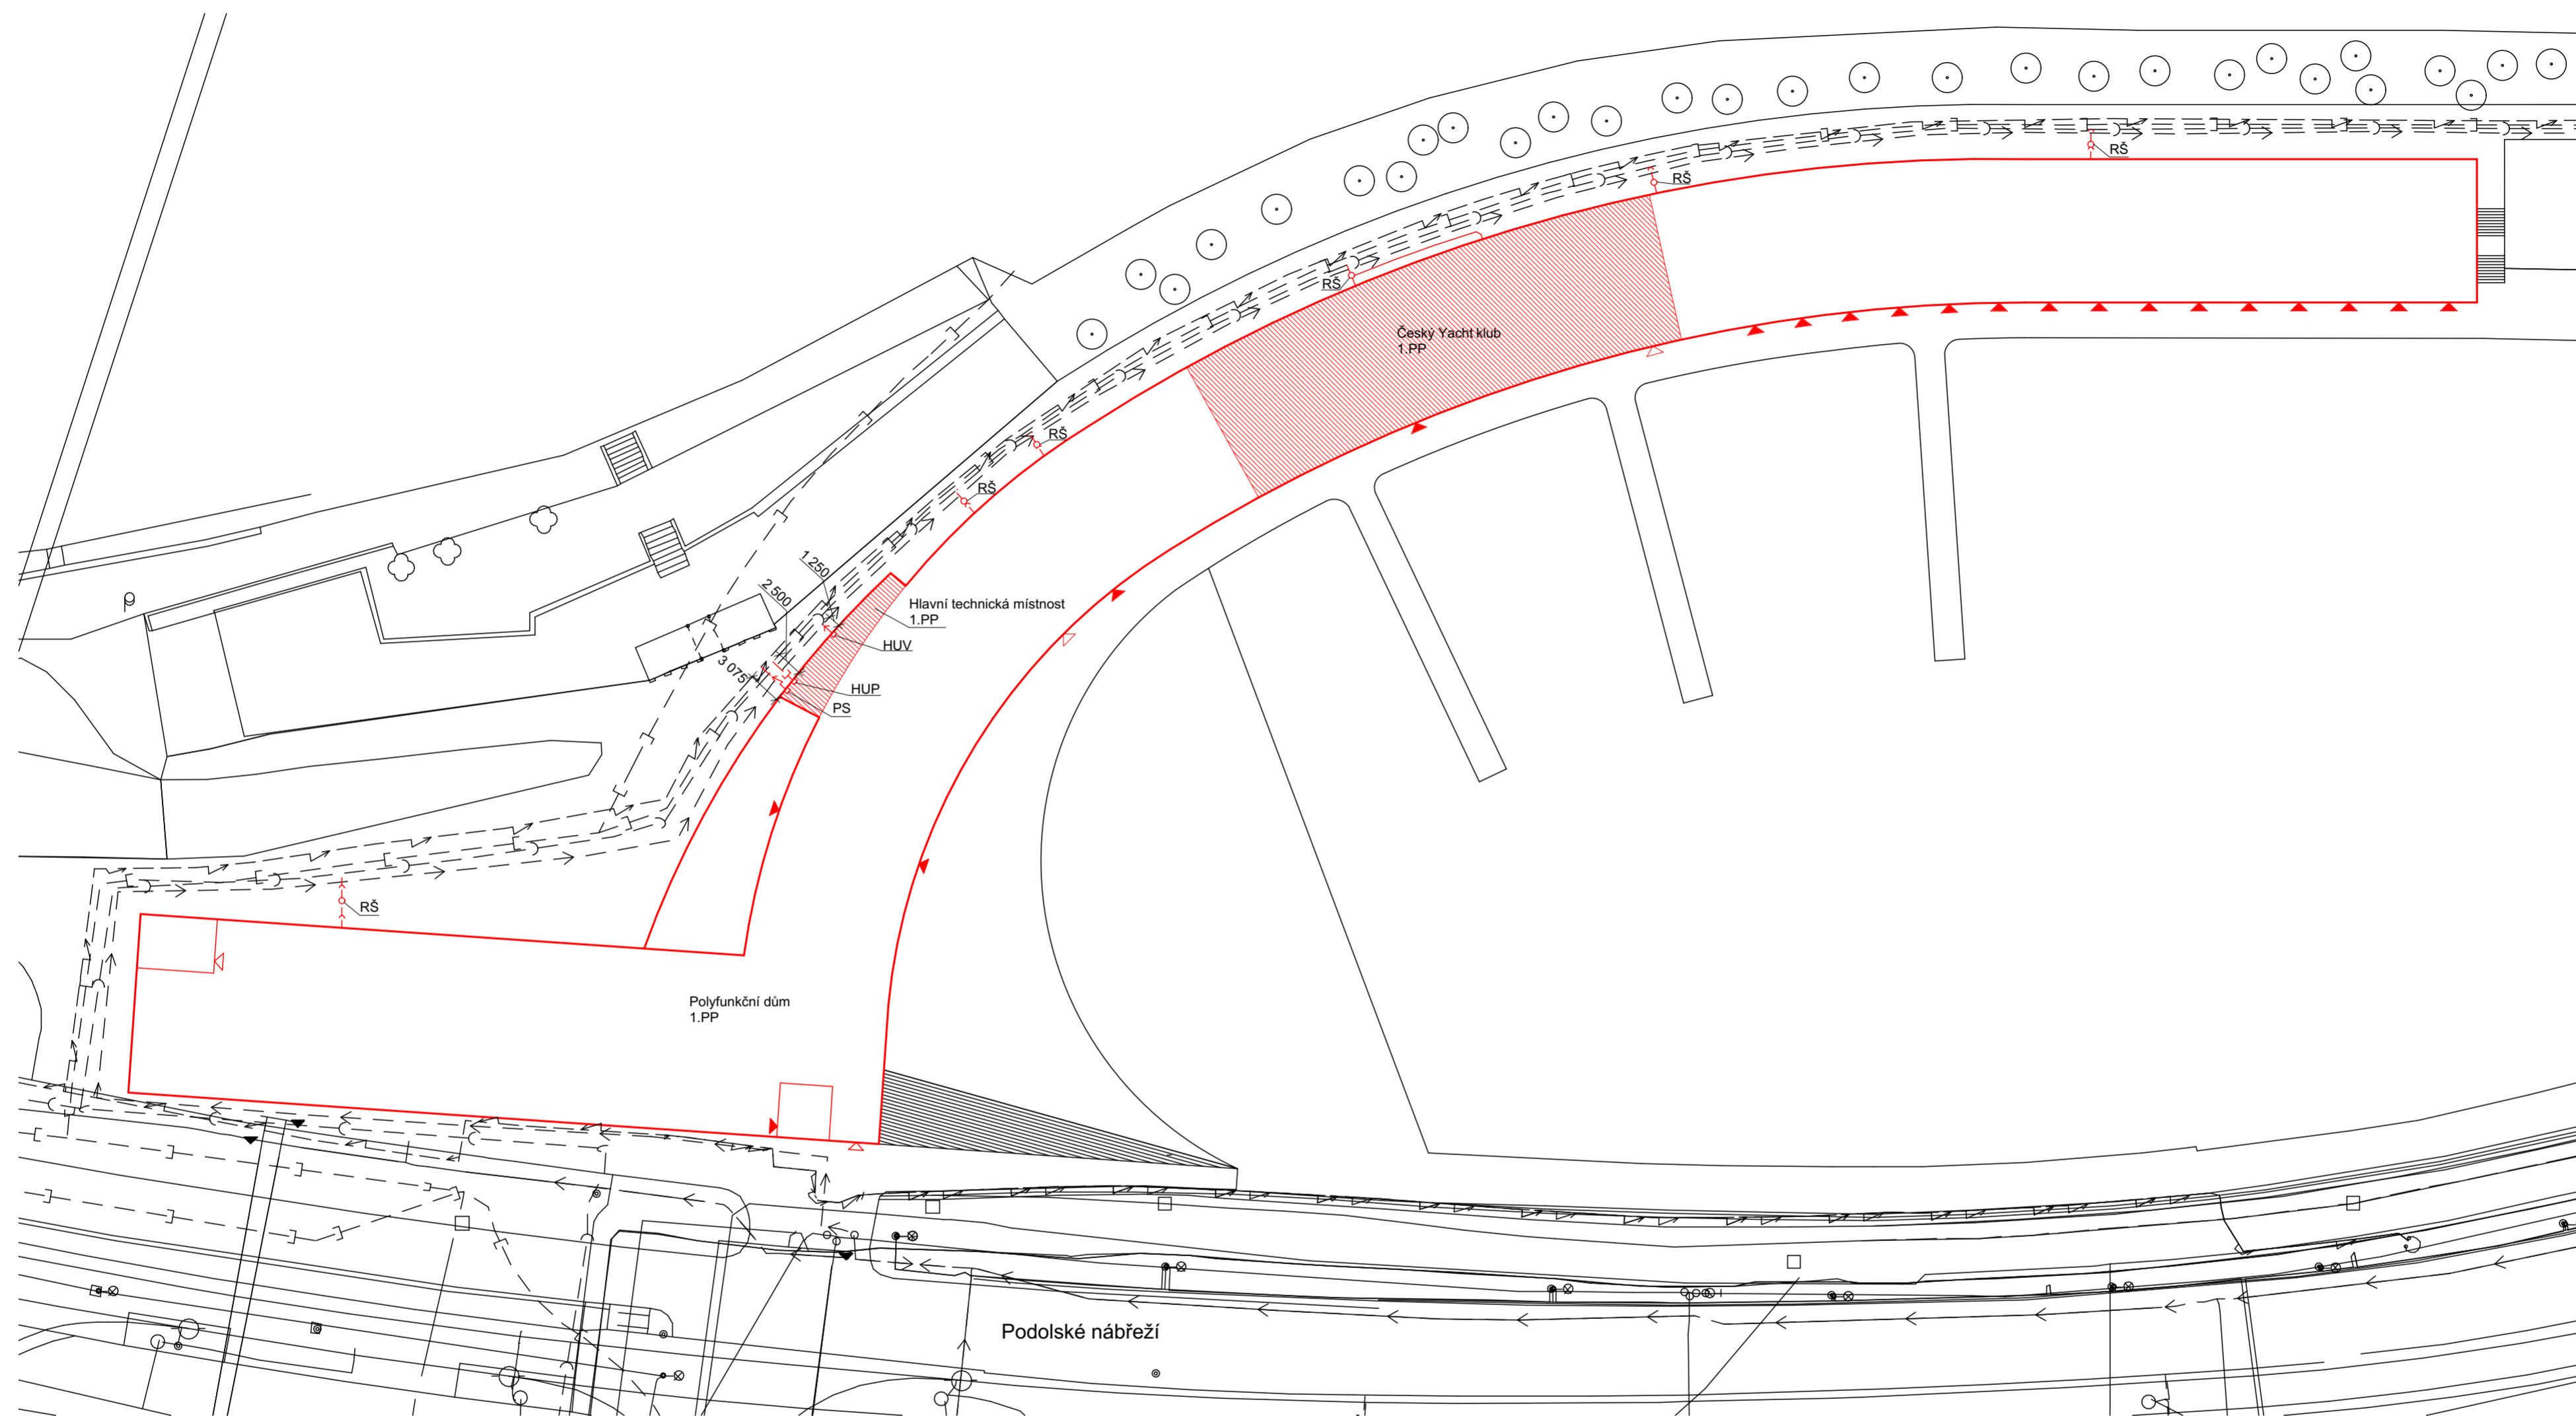 RŠ
RŠ
RŠ
Český Yacht klub
1.PP
RŠ
RŠ
1 250
2 500
Hlavní technická místnost
1.PP
HUV
3 075
HUP
PS
RŠ
Polyfunkční dům
1.PP
Podolské nábřeží